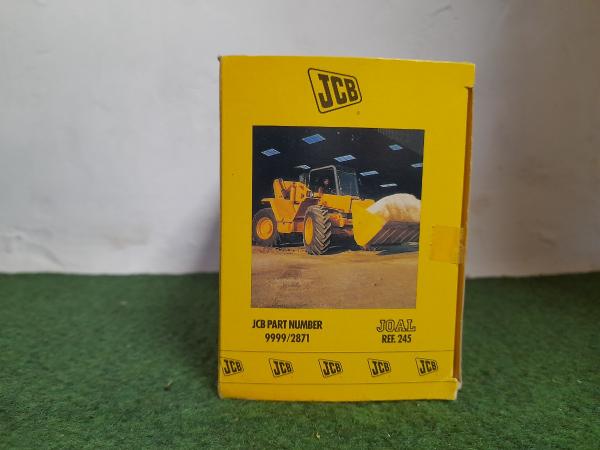 JCB
JCB PART NUMBER
9999/2871
JOAL
REF. 245
JCB JCB JCB JCB JCB